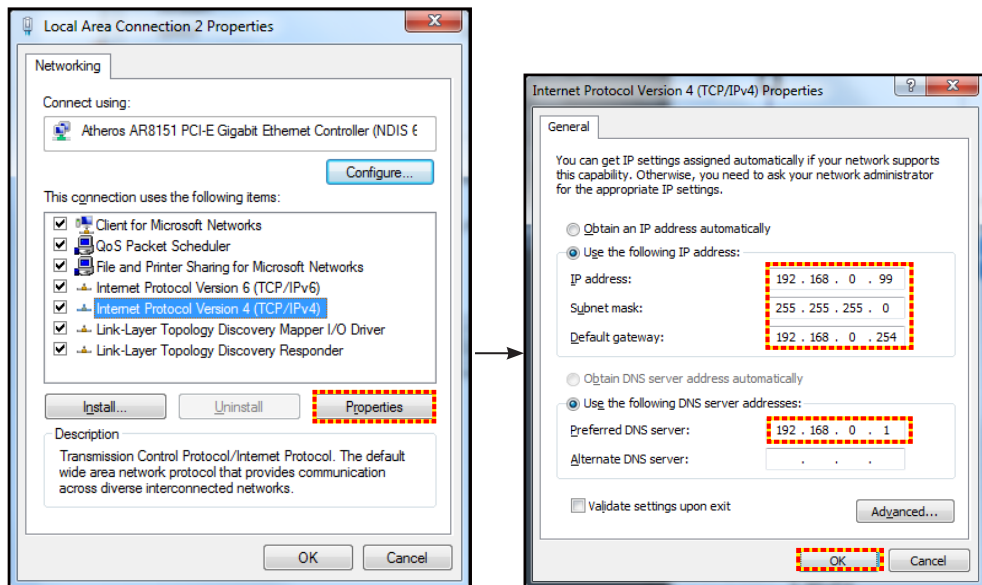 Local Area Connection 2 Properties
Networking
Connect using:
Atheros AR8151 PCI-E Gigabit Ethernet Controller (NDIS 6
Configure...
This connection uses the following items:
Client for Microsoft Networks
QoS Packet Scheduler
File and Printer Sharing for Microsoft Networks
Internet Protocol Version 6 (TCP/IPv6)
Internet Protocol Version 4 (TCP/IPv4)
Link-Layer Topology Discovery Mapper I/O Driver
Link-Layer Topology Discovery Responder
Install...
Uninstall
Properties
Description
Transmission Control Protocol/Internet Protocol. The default
wide area network protocol that provides communication
across diverse interconnected networks.
OK
Cancel
Internet Protocol Version 4 (TCP/IPv4) Properties
?
General
You can get IP settings assigned automatically if your network supports
this capability. Otherwise, you need to ask your network administrator
for the appropriate IP settings.
Obtain an IP address automatically
Use the following IP address:
IP address: 192 . 168 . 0 . 99
Subnet mask: 255 . 255 . 255 . 0
Default gateway: 192 . 168 . 0 . 254
Obtain DNS server address automatically
Use the following DNS server addresses:
Preferred DNS server: 192 . 168 . 0 . 1
Alternate DNS server: . . .
Validate settings upon exit
Advanced...
OK
Cancel